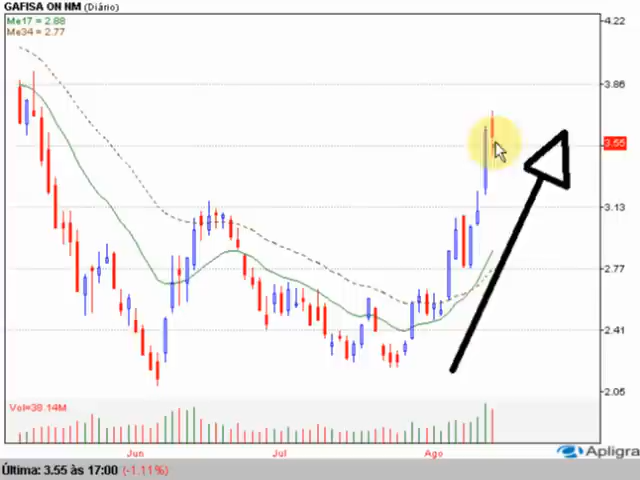 GAFISA ON NM (Diário)
Me17 = 2.88
Me34 = 2.77
4.22
3.86
3.55
3.13
2.77
2.41
2.05
Vol=38.14M
Jun Jul Ago
Apligra
Última: 3.55 às 17:00 (-1.11%)